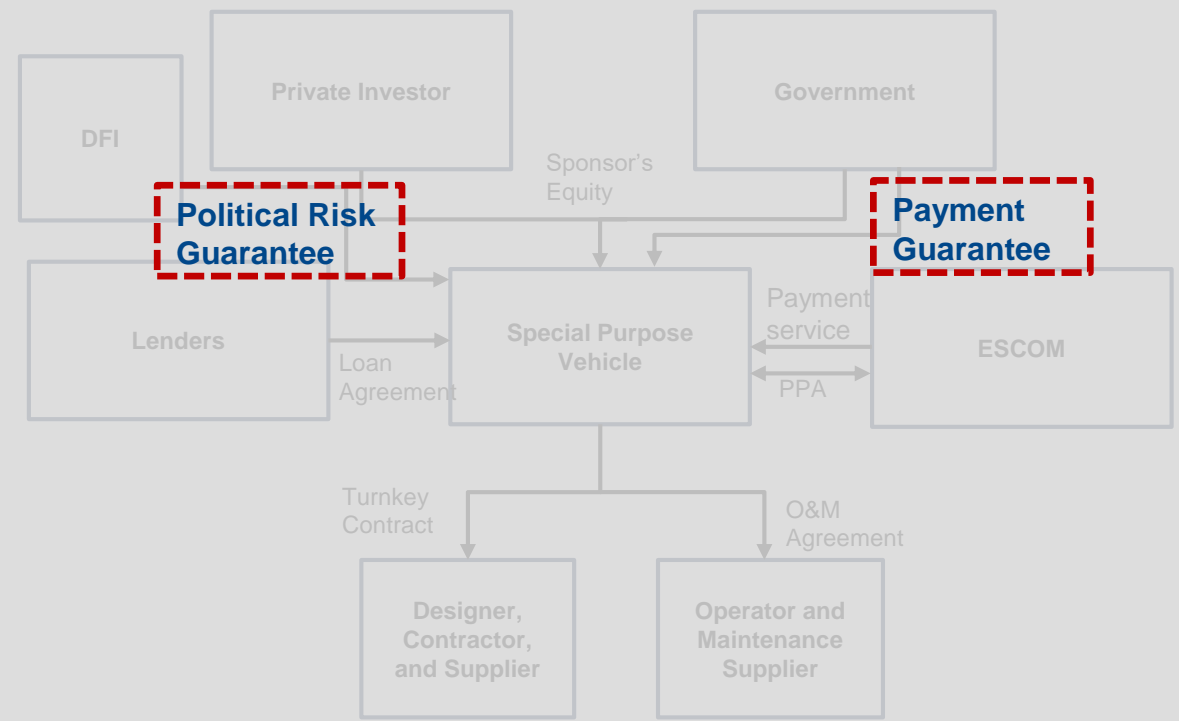 Private Investor
Government
DFI
Sponsor's
Equity
Political Risk
Guarantee
Payment
Guarantee
Lenders
Loan
Agreement
Special Purpose
Vehicle
Payment
service
PPA
ESCOM
Turnkey
Contract
O&M
Agreement
Designer,
Contractor,
and Supplier
Operator and
Maintenance
Supplier